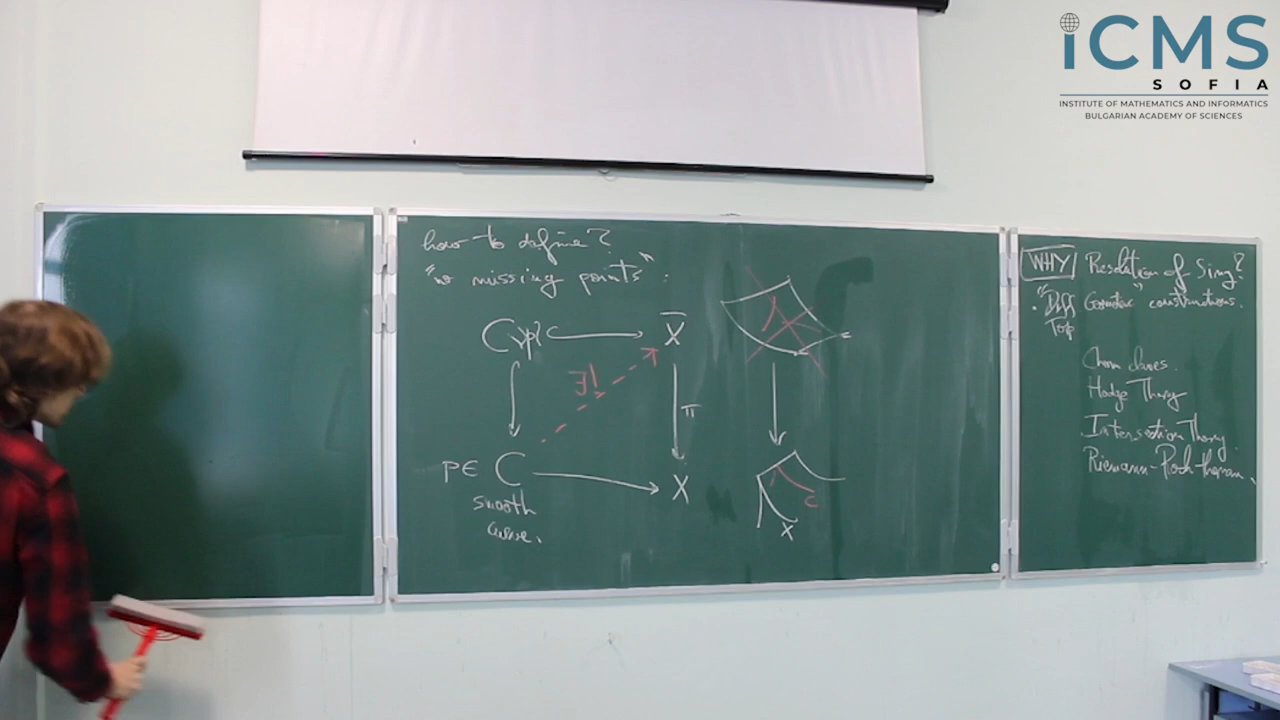 how to define?
"no missing points":
C\{p} X̄
∃!
π
p ∈ C X
smooth
curve.
C
X
WHY Resolution of Sing?
• "Diff Top" Geometric constructions.
Chern classes.
Hodge Theory
Intersection Theory.
Riemann-Roch theorem.
iCMS
SOFIA
INSTITUTE OF MATHEMATICS AND INFORMATICS
BULGARIAN ACADEMY OF SCIENCES